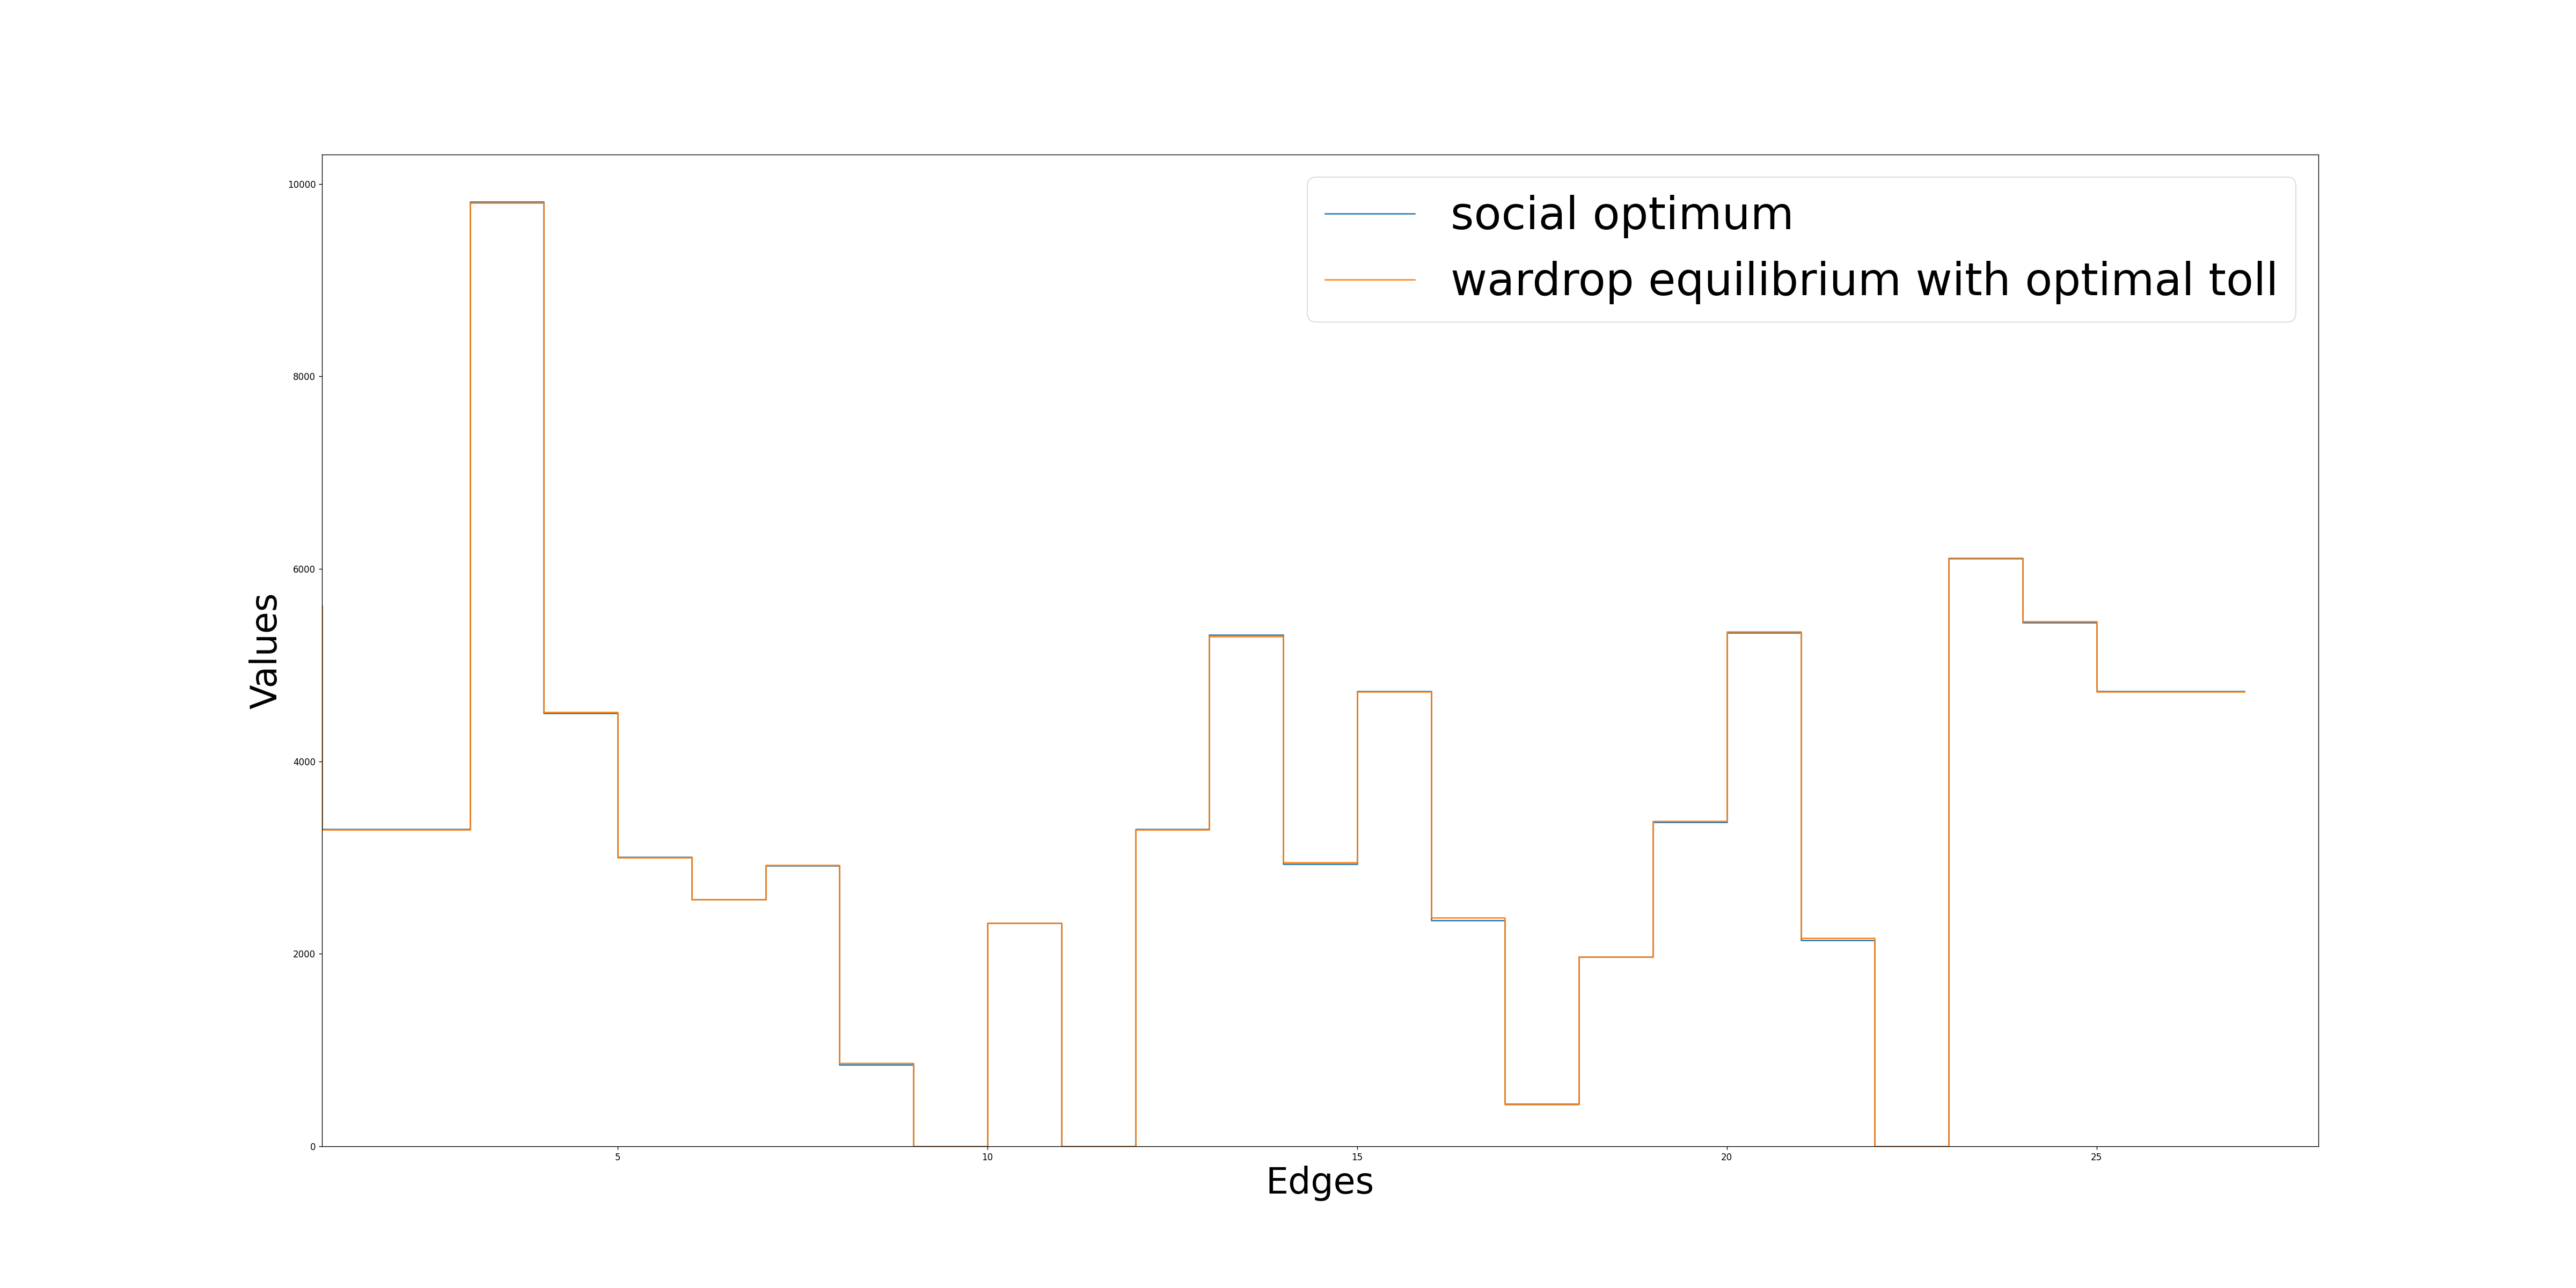 social optimum
wardrop equilibrium with optimal toll
10000
8000
6000
4000
2000
0
Values
5
10
15
20
25
Edges